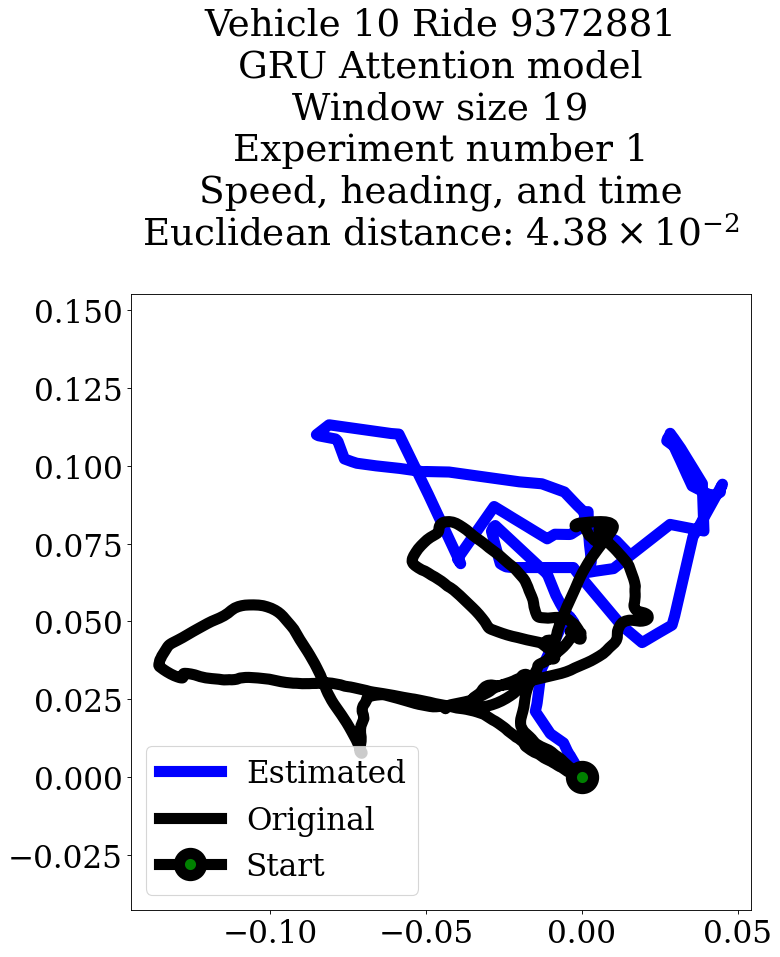 Vehicle 10 Ride 9372881
GRU Attention model
Window size 19
Experiment number 1
Speed, heading, and time
Euclidean distance: 4.38 × 10⁻²
0.150
0.125
0.100
0.075
0.050
0.025
0.000
−0.025
Estimated
Original
Start
−0.10
−0.05
0.00
0.05